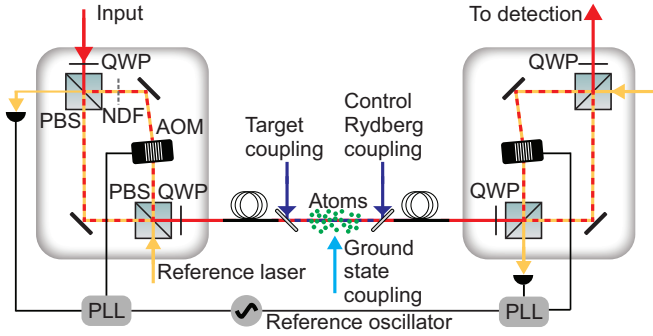 Input
To detection
QWP
QWP
PBS
NDF
AOM
Target
coupling
Control
Rydberg
coupling
PBS
QWP
Atoms
QWP
Reference laser
Ground
state
coupling
PLL
Reference oscillator
PLL